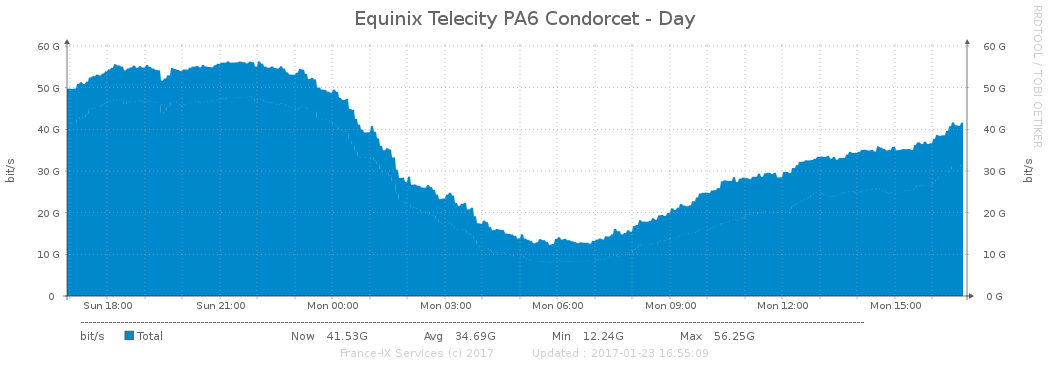 Equinix Telecity PA6 Condorcet - Day
RRDTOOL / TOBI OETIKER
60 G 60 G
50 G 50 G
40 G 40 G
30 G 30 G
20 G 20 G
10 G 10 G
0 0 G
bit/s bit/s
Sun 18:00 Sun 21:00 Mon 00:00 Mon 03:00 Mon 06:00 Mon 09:00 Mon 12:00 Mon 15:00
bit/s Total Now 41.53G Avg 34.69G Min 12.24G Max 56.25G
France-IX Services (c) 2017 Updated : 2017-01-23 16:55:09